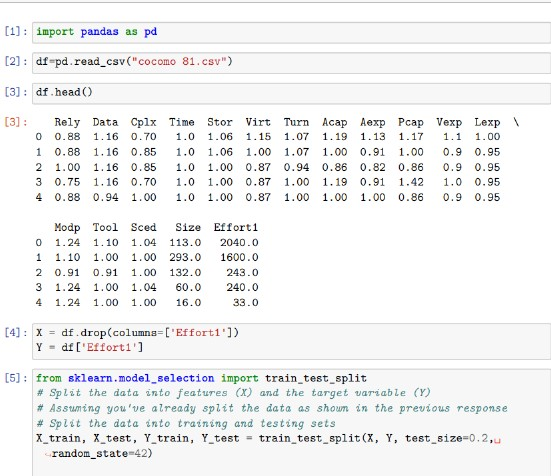 [1]: import pandas as pd
[2]: df=pd.read_csv("cocomo 81.csv")
[3]: df.head()
[3]: Rely Data Cplx Time Stor Virt Turn Acap Aexp Pcap Vexp Lexp \
0 0.88 1.16 0.70 1.0 1.06 1.15 1.07 1.19 1.13 1.17 1.1 1.00
1 0.88 1.16 0.85 1.0 1.06 1.00 1.07 1.00 0.91 1.00 0.9 0.95
2 1.00 1.16 0.85 1.0 1.00 0.87 0.94 0.86 0.82 0.86 0.9 0.95
3 0.75 1.16 0.70 1.0 1.00 0.87 1.00 1.19 0.91 1.42 1.0 0.95
4 0.88 0.94 1.00 1.0 1.00 0.87 1.00 1.00 1.00 0.86 0.9 0.95
Modp Tool Sced Size Effort1
0 1.24 1.10 1.04 113.0 2040.0
1 1.10 1.00 1.00 293.0 1600.0
2 0.91 0.91 1.00 132.0 243.0
3 1.24 1.00 1.04 60.0 240.0
4 1.24 1.00 1.00 16.0 33.0
[4]: X = df.drop(columns=['Effort1'])
Y = df['Effort1']
[5]: from sklearn.model_selection import train_test_split
# Split the data into features (X) and the target variable (Y)
# Assuming you've already split the data as shown in the previous response
# Split the data into training and testing sets
X_train, X_test, Y_train, Y_test = train_test_split(X, Y, test_size=0.2,␣
↪random_state=42)